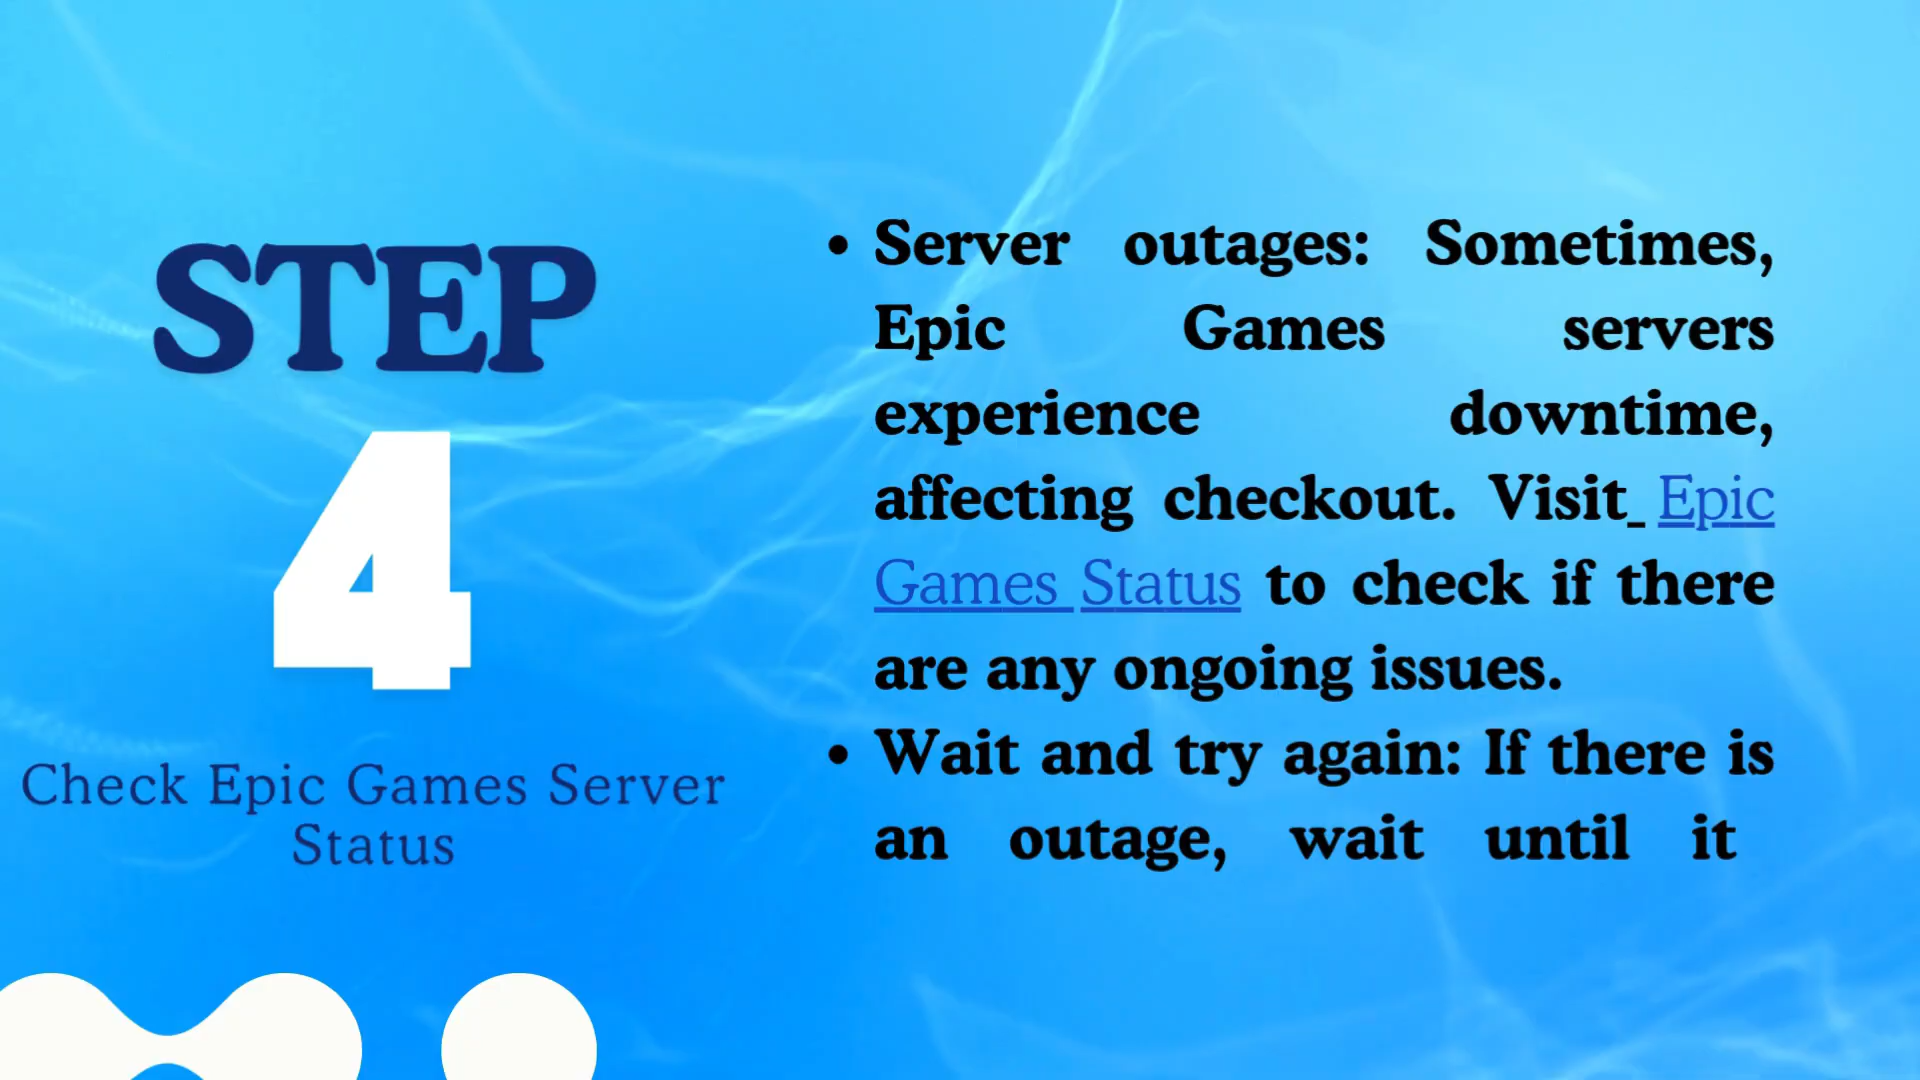 STEP
4
Check Epic Games Server
Status
• Server outages: Sometimes,
Epic Games servers
experience downtime,
affecting checkout. Visit Epic
Games Status to check if there
are any ongoing issues.
• Wait and try again: If there is
an outage, wait until it